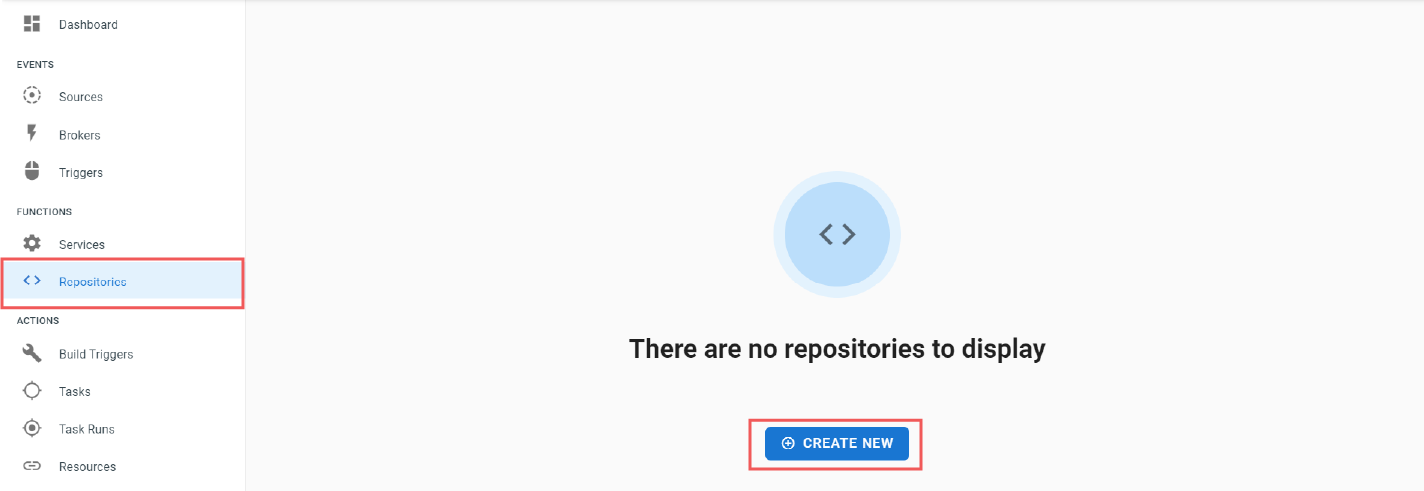 Dashboard
EVENTS
Sources
Brokers
Triggers
FUNCTIONS
Services
Repositories
ACTIONS
Build Triggers
Tasks
Task Runs
Resources
There are no repositories to display
CREATE NEW